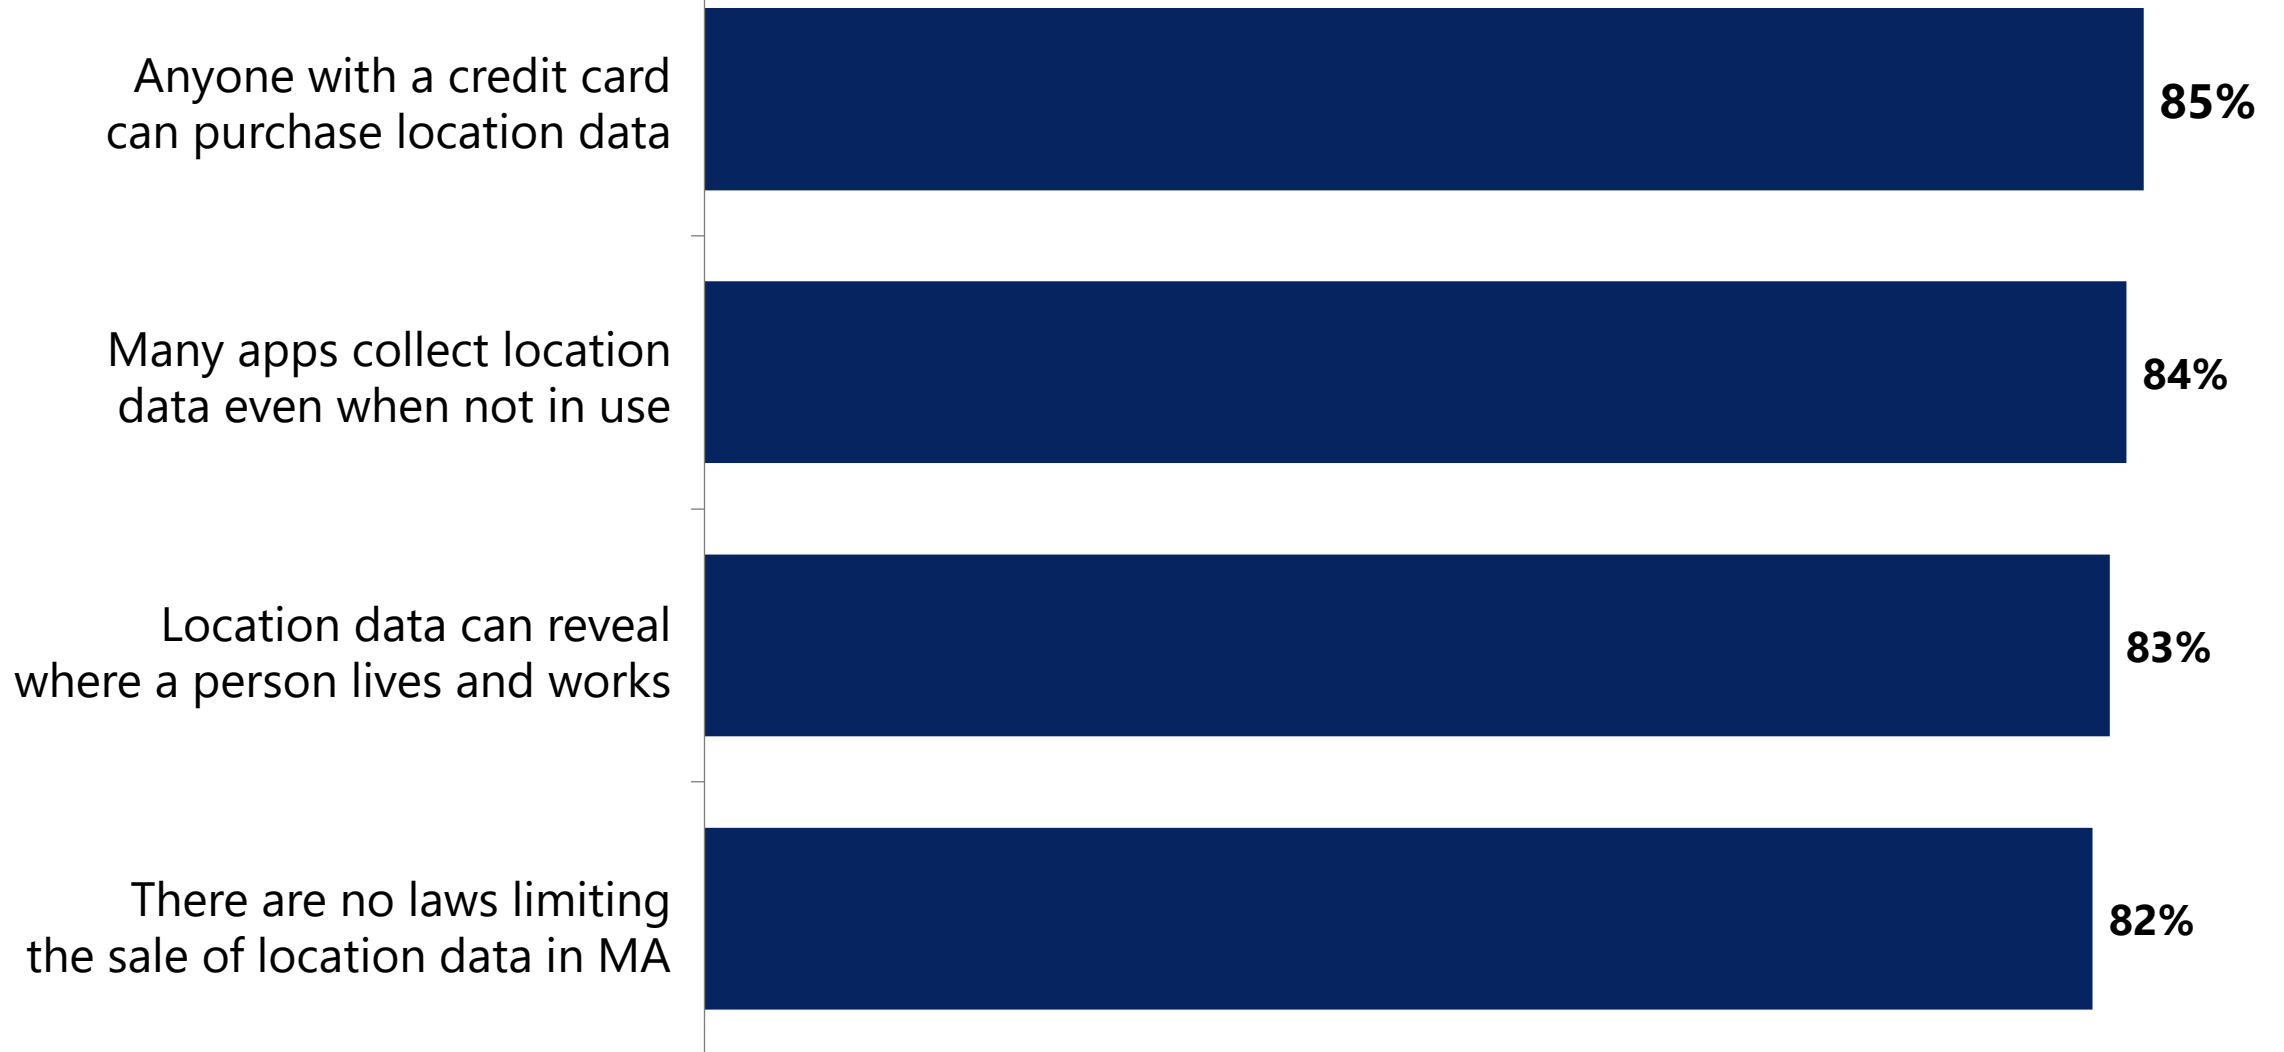 Anyone with a credit card
can purchase location data
85%
Many apps collect location
data even when not in use
84%
Location data can reveal
where a person lives and works
83%
There are no laws limiting
the sale of location data in MA
82%